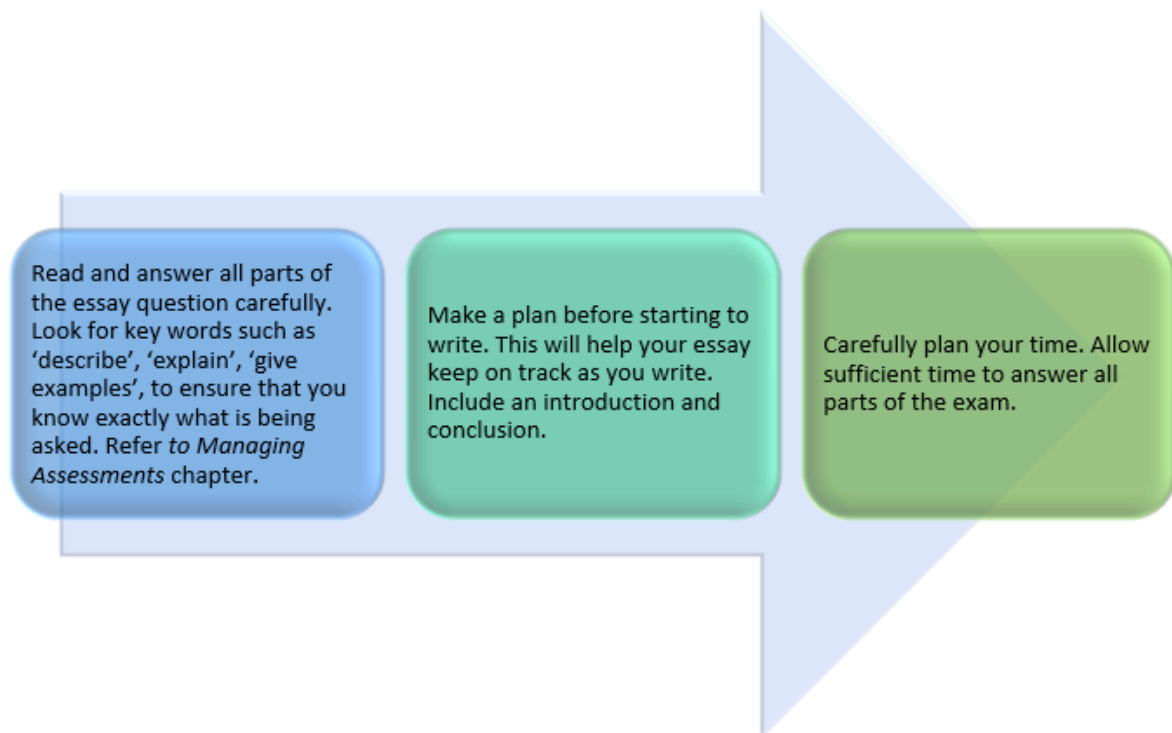 Read and answer all parts of
the essay question carefully.
Look for key words such as
‘describe’, ‘explain’, ‘give
examples’, to ensure that you
know exactly what is being
asked. Refer to Managing
Assessments chapter.
Make a plan before starting to
write. This will help your essay
keep on track as you write.
Include an introduction and
conclusion.
Carefully plan your time. Allow
sufficient time to answer all
parts of the exam.